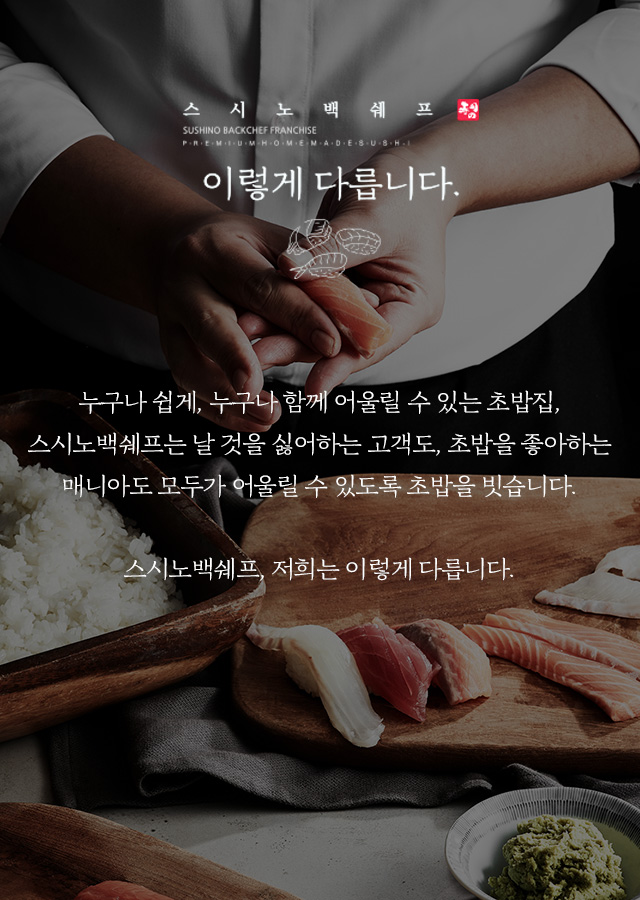 스시노백쉐프
SUSHINO BACKCHEF FRANCHISE
P·R·E·M·I·U·M·H·O·M·E·M·A·D·E·S·U·S·H·I
이렇게 다릅니다.
누구나 쉽게, 누구나 함께 어울릴 수 있는 초밥집,
스시노백쉐프는 날 것을 싫어하는 고객도, 초밥을 좋아하는
매니아도 모두가 어울릴 수 있도록 초밥을 빗습니다.
스시노백쉐프, 저희는 이렇게 다릅니다.